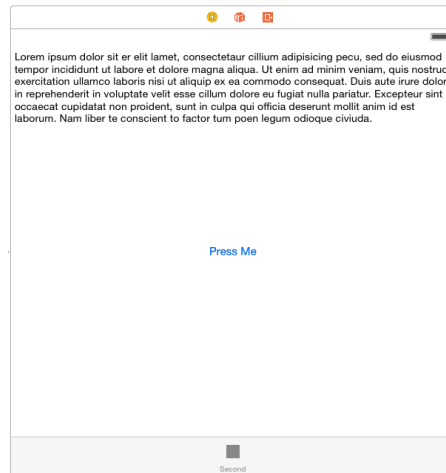 Lorem ipsum dolor sit er elit lamet, consectetaur cillium adipisicing pecu, sed do eiusmod
tempor incididunt ut labore et dolore magna aliqua. Ut enim ad minim veniam, quis nostrud
exercitation ullamco laboris nisi ut aliquip ex ea commodo consequat. Duis aute irure dolor
in reprehenderit in voluptate velit esse cillum dolore eu fugiat nulla pariatur. Excepteur sint
occaecat cupidatat non proident, sunt in culpa qui officia deserunt mollit anim id est
laborum. Nam liber te conscient to factor tum poen legum odioque civiuda.
Press Me
Second